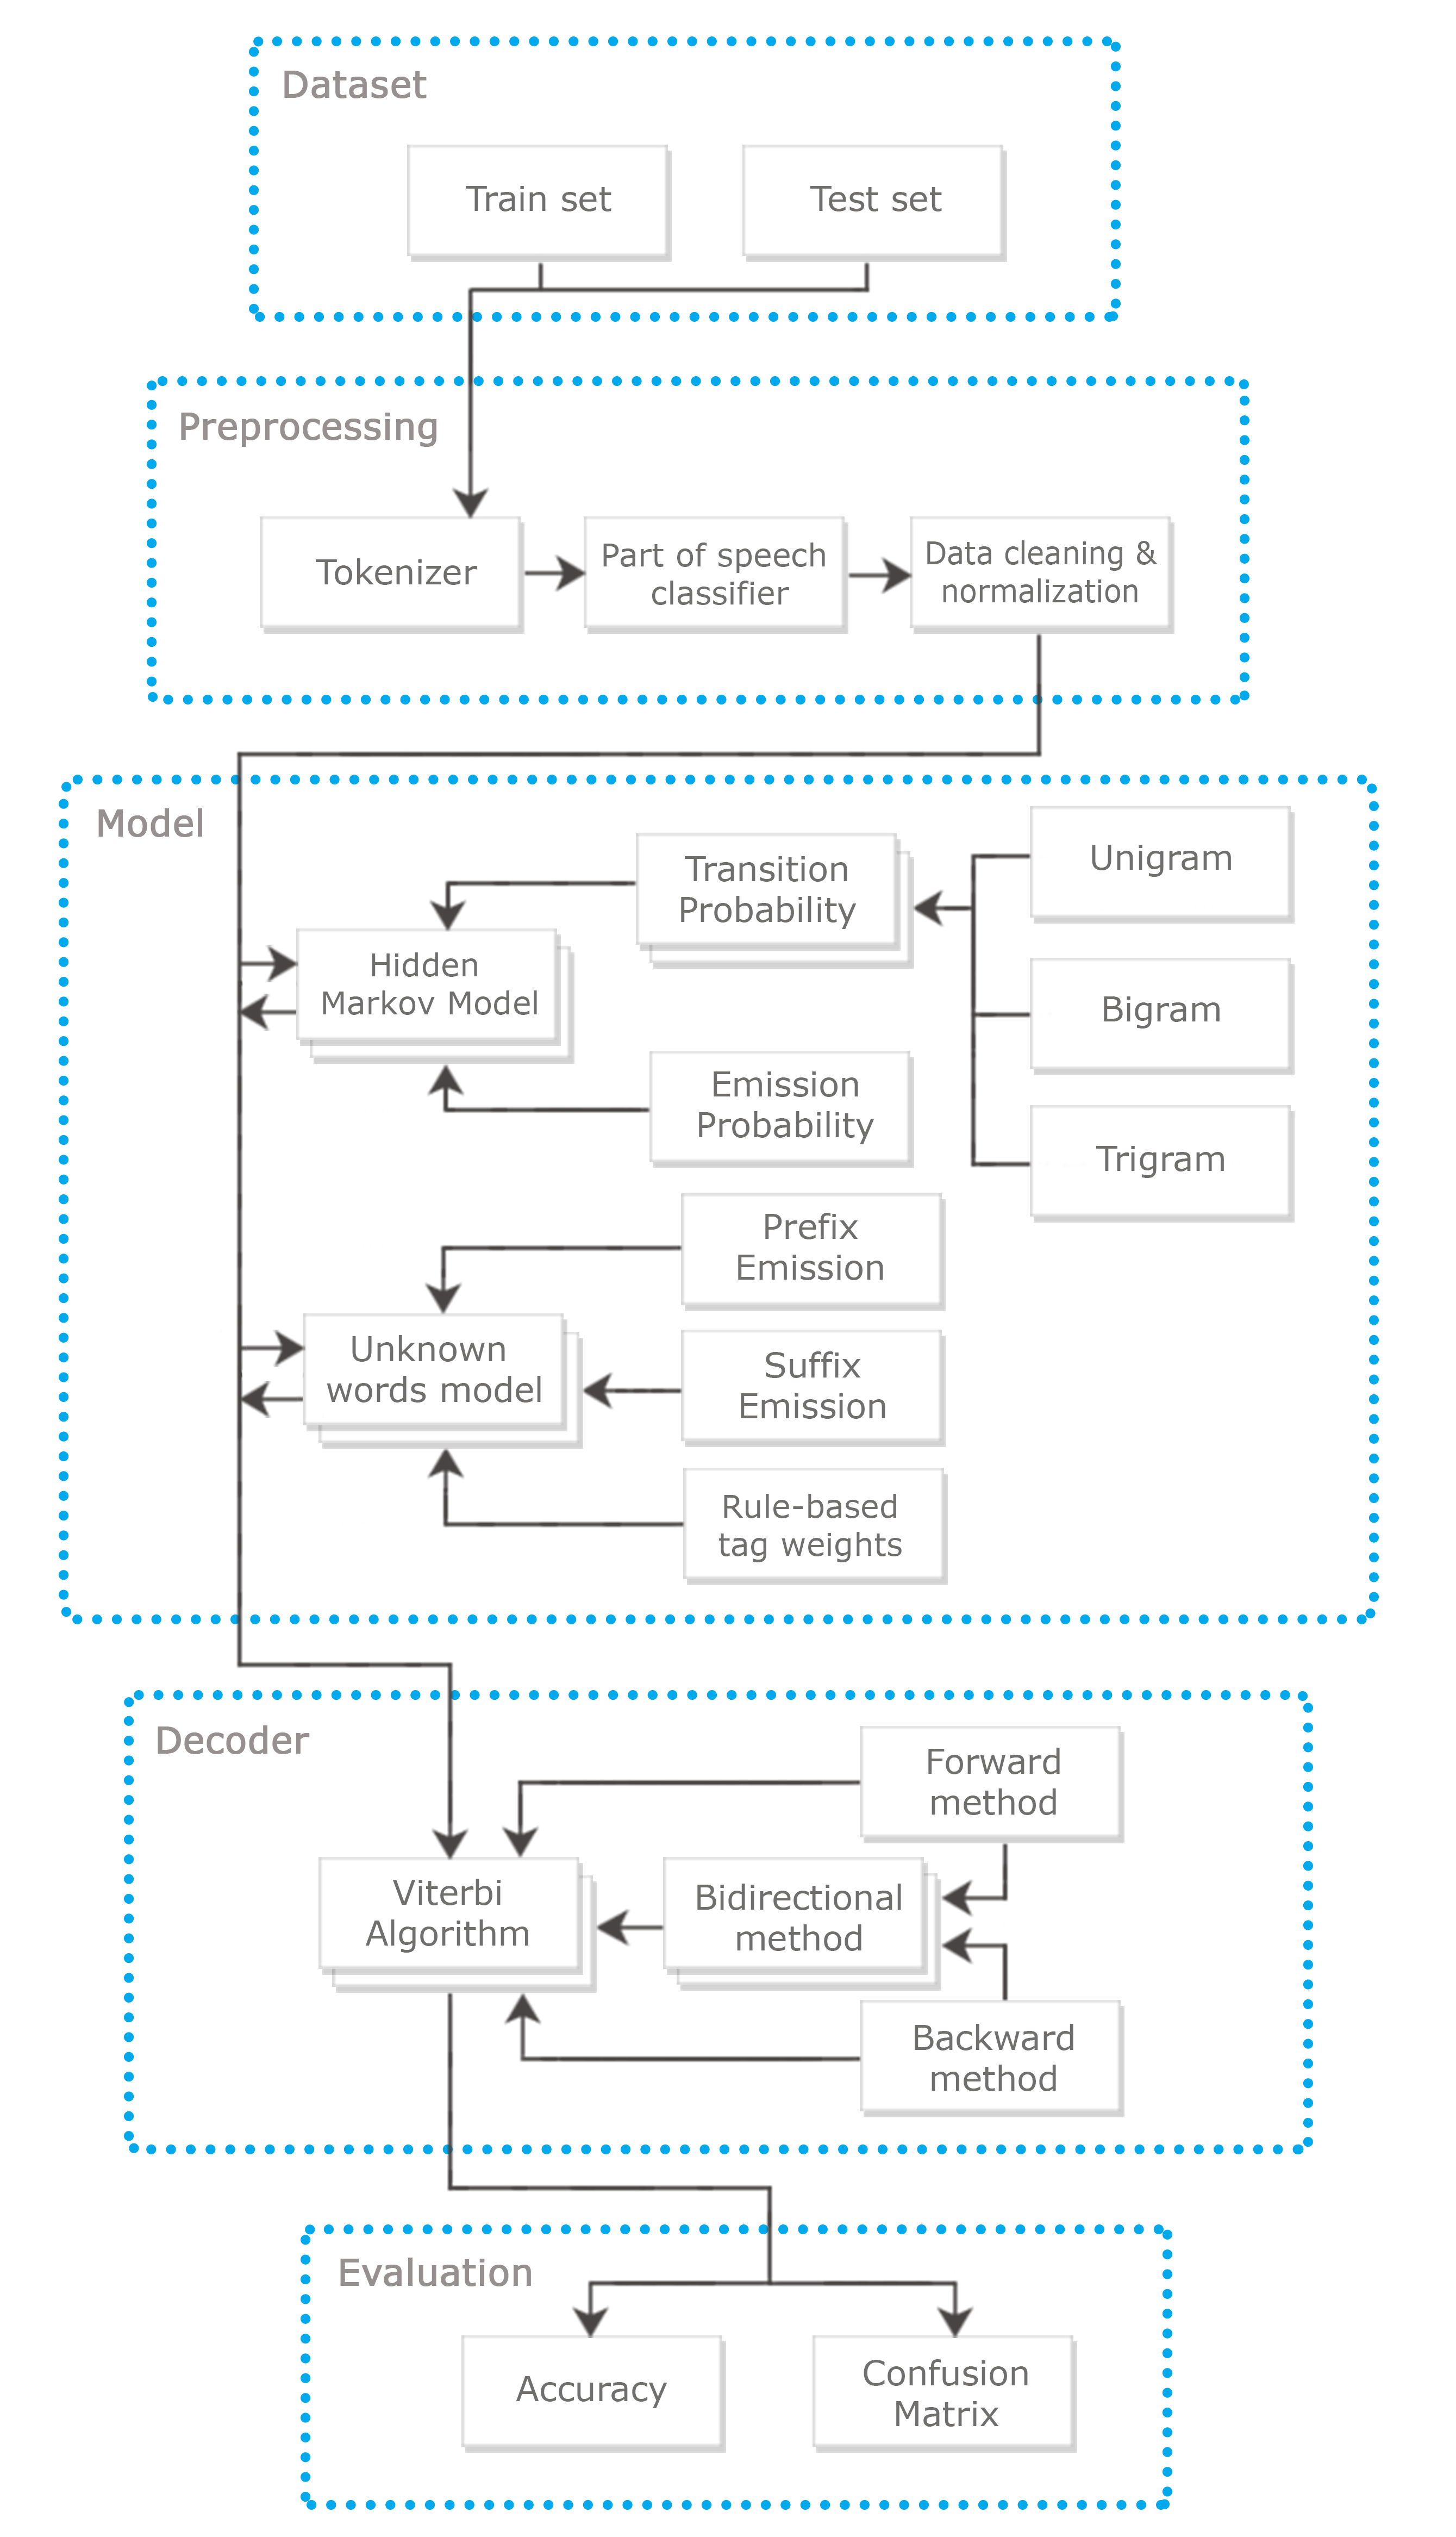 Dataset
Train set
Test set
Preprocessing
Tokenizer
Part of speech
classifier
Data cleaning &
normalization
Model
Transition
Probability
Unigram
Hidden
Markov Model
Bigram
Emission
Probability
Trigram
Prefix
Emission
Unknown
words model
Suffix
Emission
Rule-based
tag weights
Decoder
Forward
method
Viterbi
Algorithm
Bidirectional
method
Backward
method
Evaluation
Accuracy
Confusion
Matrix